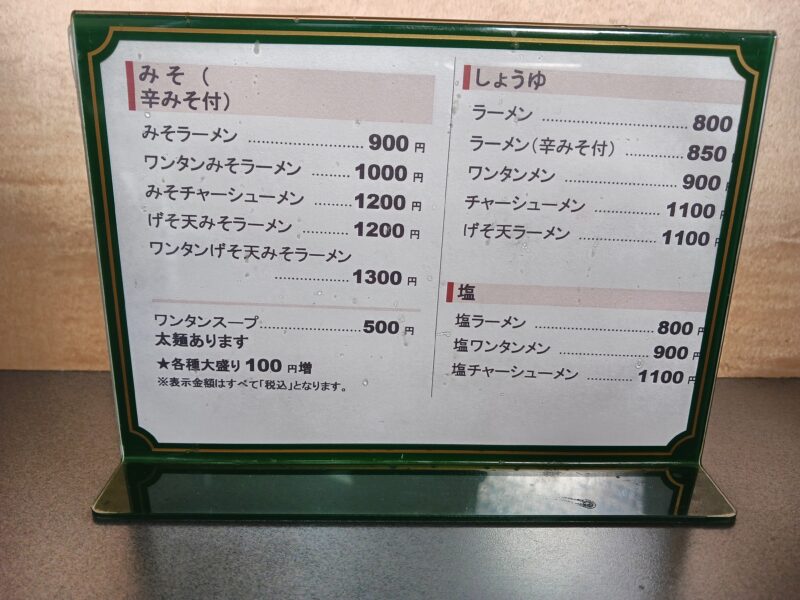 みそ（
辛みそ付）
みそラーメン ........................ 900 円
ワンタンみそラーメン ........... 1000 円
みそチャーシューメン ........... 1200 円
げそ天みそラーメン ............. 1200 円
ワンタンげそ天みそラーメン
................ 1300 円
ワンタンスープ...................... 500 円
太麺あります
★各種大盛り 100 円増
※表示金額はすべて「税込」となります。
しょうゆ
ラーメン ................................ 800
ラーメン（辛みそ付） ............ 850
ワンタンメン ........................ 900 円
チャーシューメン .............. 1100 円
げそ天ラーメン ................. 1100 円
塩
塩ラーメン .......................... 800 円
塩ワンタンメン .................... 900 円
塩チャーシューメン ............ 1100 円